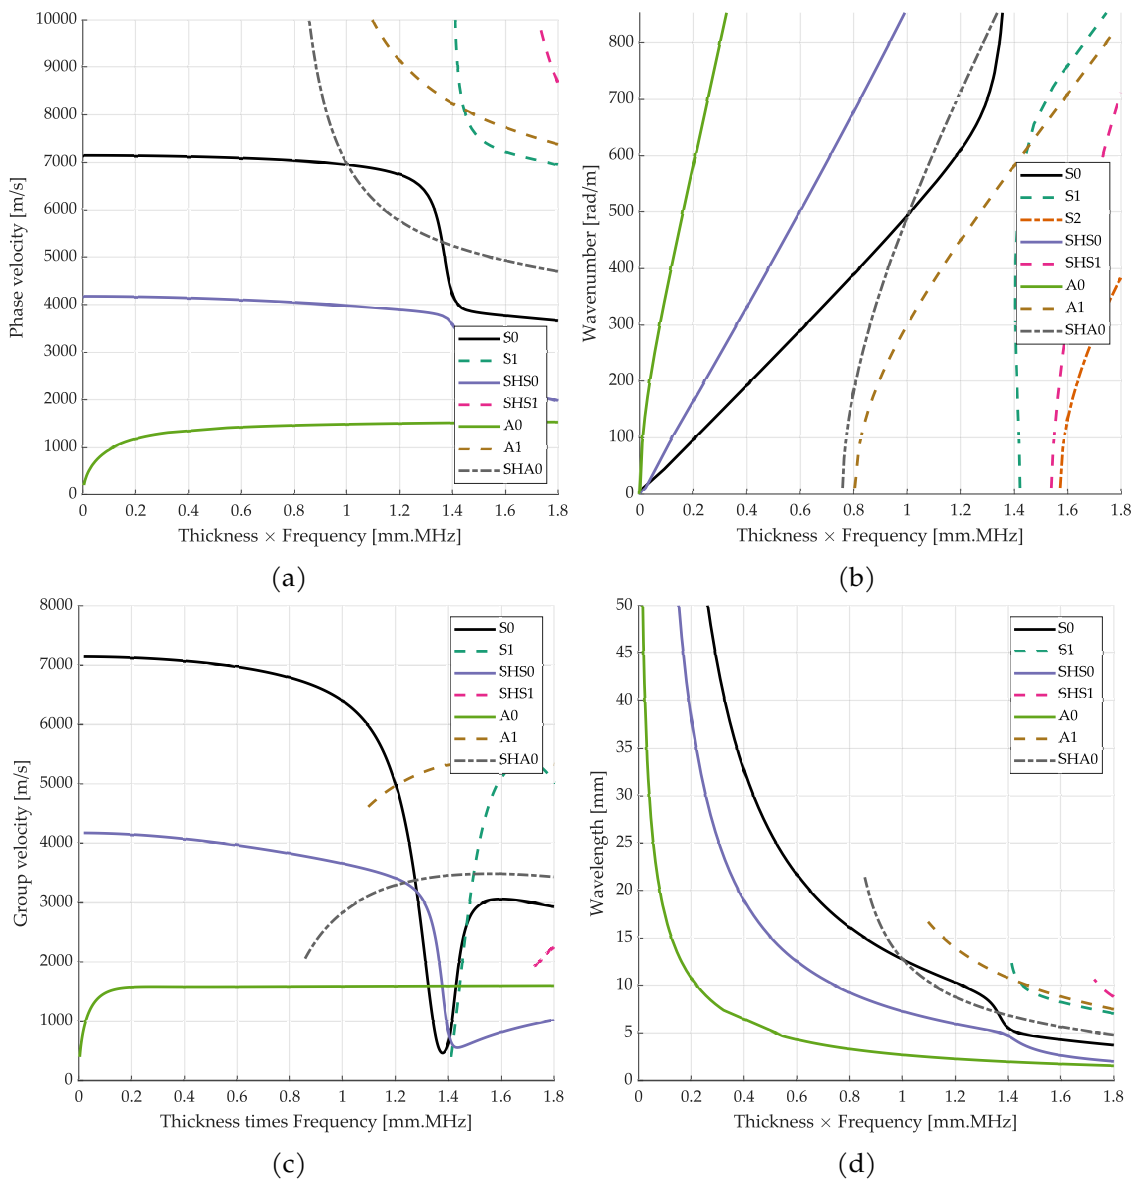 10000
9000
8000
7000
6000
5000
4000
3000
2000
1000
0
Phase velocity [m/s]
S0
S1
SHS0
SHS1
A0
A1
SHA0
0 0.2 0.4 0.6 0.8 1 1.2 1.4 1.6 1.8
Thickness × Frequency [mm.MHz]
(a)
800
700
600
500
400
300
200
100
0
Wavenumber [rad/m]
S0
S1
S2
SHS0
SHS1
A0
A1
SHA0
0 0.2 0.4 0.6 0.8 1 1.2 1.4 1.6 1.8
Thickness × Frequency [mm.MHz]
(b)
8000
7000
6000
5000
4000
3000
2000
1000
0
Group velocity [m/s]
S0
S1
SHS0
SHS1
A0
A1
SHA0
0 0.2 0.4 0.6 0.8 1 1.2 1.4 1.6 1.8
Thickness times Frequency [mm.MHz]
(c)
50
45
40
35
30
25
20
15
10
5
0
Wavelength [mm]
S0
S1
SHS0
SHS1
A0
A1
SHA0
0 0.2 0.4 0.6 0.8 1 1.2 1.4 1.6 1.8
Thickness × Frequency [mm.MHz]
(d)